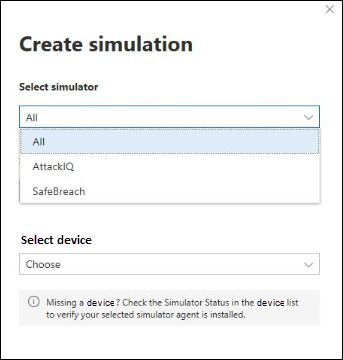 Create simulation
Select simulator
All
All
AttackIQ
SafeBreach
Select device
Choose
Missing a device? Check the Simulator Status in the device list
to verify your selected simulator agent is installed.